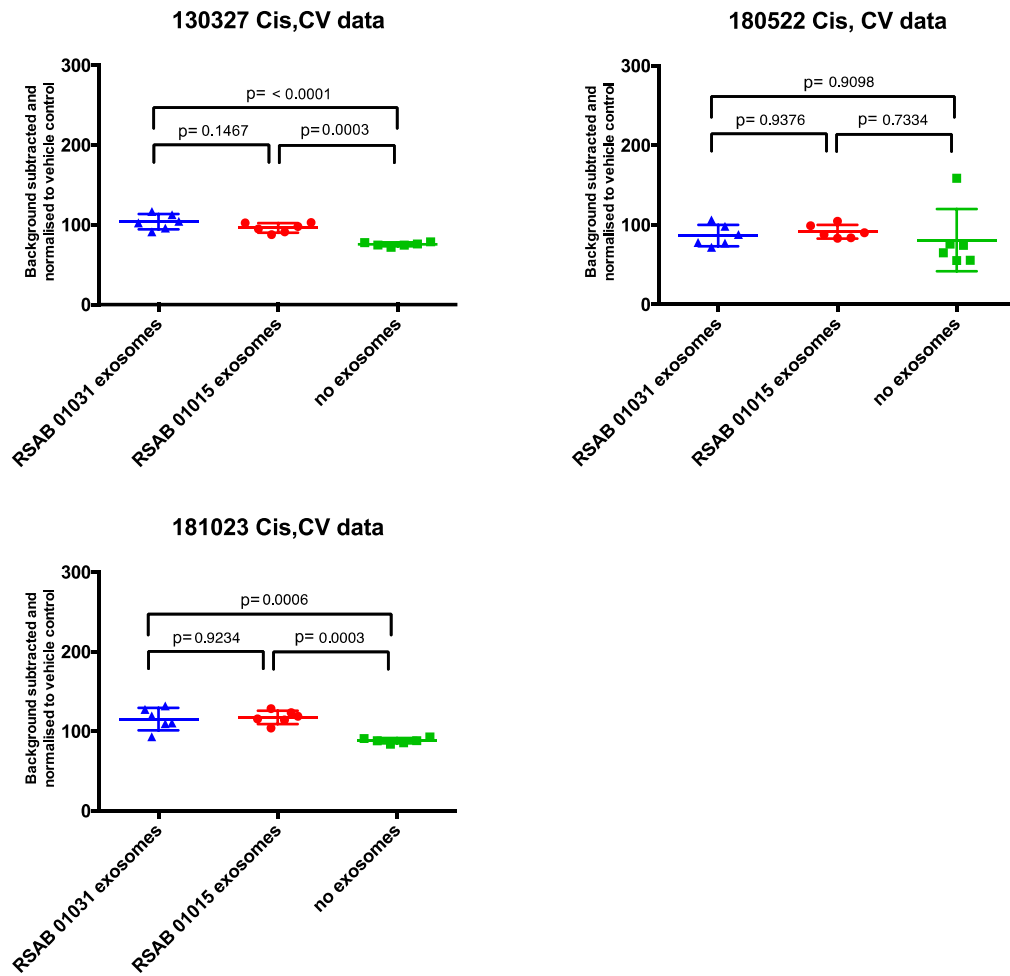 130327 Cis,CV data
Background subtracted and
normalised to vehicle control
300
200
100
0
p= < 0.0001
p= 0.1467
p=0.0003
RSAB 01031 exosomes
RSAB 01015 exosomes
no exosomes
180522 Cis, CV data
Background subtracted and
normalised to vehicle control
300
200
100
0
p= 0.9098
p= 0.9376
p= 0.7334
RSAB 01031 exosomes
RSAB 01015 exosomes
no exosomes
181023 Cis,CV data
Background subtracted and
normalised to vehicle control
300
200
100
0
p= 0.0006
p= 0.9234
p= 0.0003
RSAB 01031 exosomes
RSAB 01015 exosomes
no exosomes